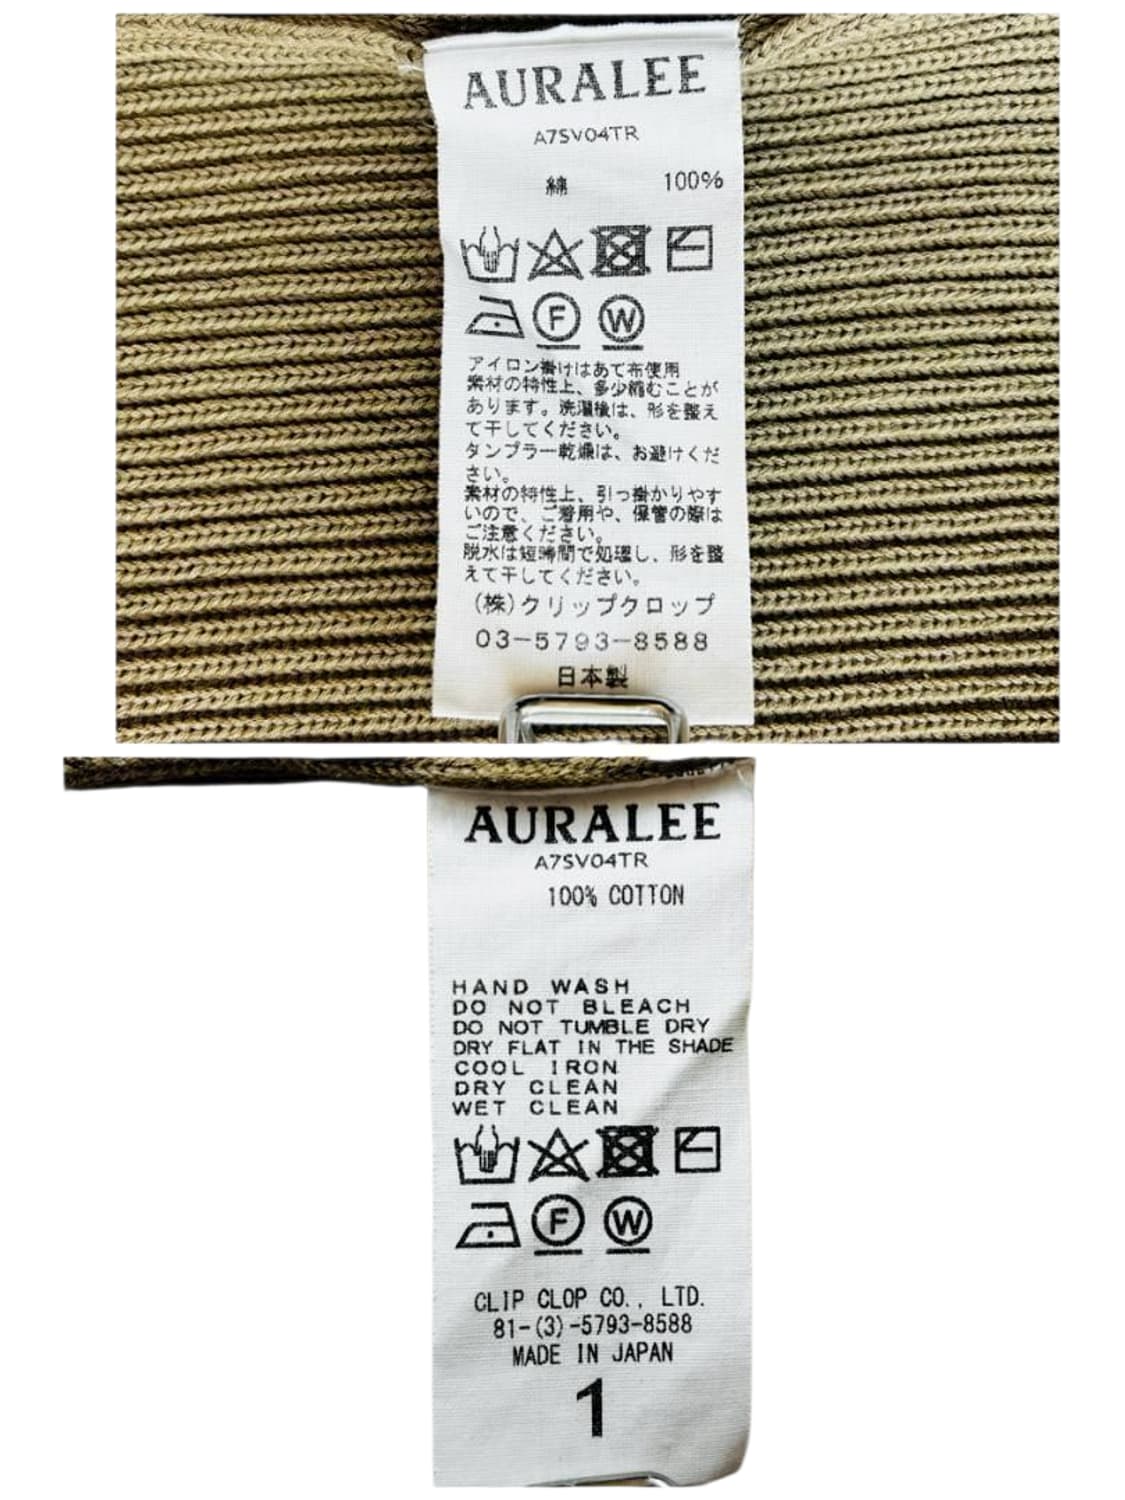 AURALEE
A7SV04TR
綿 100%
F W
アイロン掛けはあて布使用
素材の特性上、多少縮むことが
あります。洗濯後は、形を整え
て干してください。
タンブラー乾燥は、お避けくだ
さい。
素材の特性上、引っ掛かりやす
いので、ご着用や、保管の際は
ご注意ください。
脱水は短時間で処理し、形を整
えて干してください。
(株)クリップクロップ
03-5793-8588
日本製
AURALEE
A7SV04TR
100% COTTON
HAND WASH
DO NOT BLEACH
DO NOT TUMBLE DRY
DRY FLAT IN THE SHADE
COOL IRON
DRY CLEAN
WET CLEAN
F W
CLIP CLOP CO., LTD.
81-(3)-5793-8588
MADE IN JAPAN
1